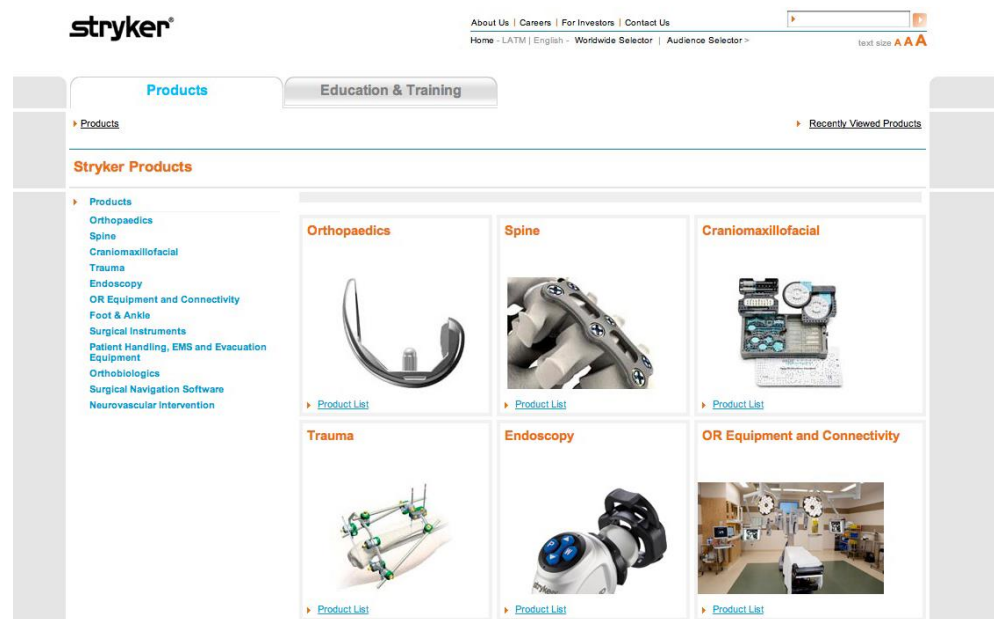 stryker®
About Us | Careers | For Investors | Contact Us
Home - LATM | English - Worldwide Selector | Audience Selector >
text size A A A
Products
Education & Training
Products
Recently Viewed Products
Stryker Products
Products
Orthopaedics
Spine
Craniomaxillofacial
Trauma
Endoscopy
OR Equipment and Connectivity
Foot & Ankle
Surgical Instruments
Patient Handling, EMS and Evacuation
Equipment
Orthobiologics
Surgical Navigation Software
Neurovascular Intervention
Orthopaedics
Product List
Spine
Product List
Craniomaxillofacial
Product List
Trauma
Product List
Endoscopy
P
M
stryker
Product List
OR Equipment and Connectivity
Product List